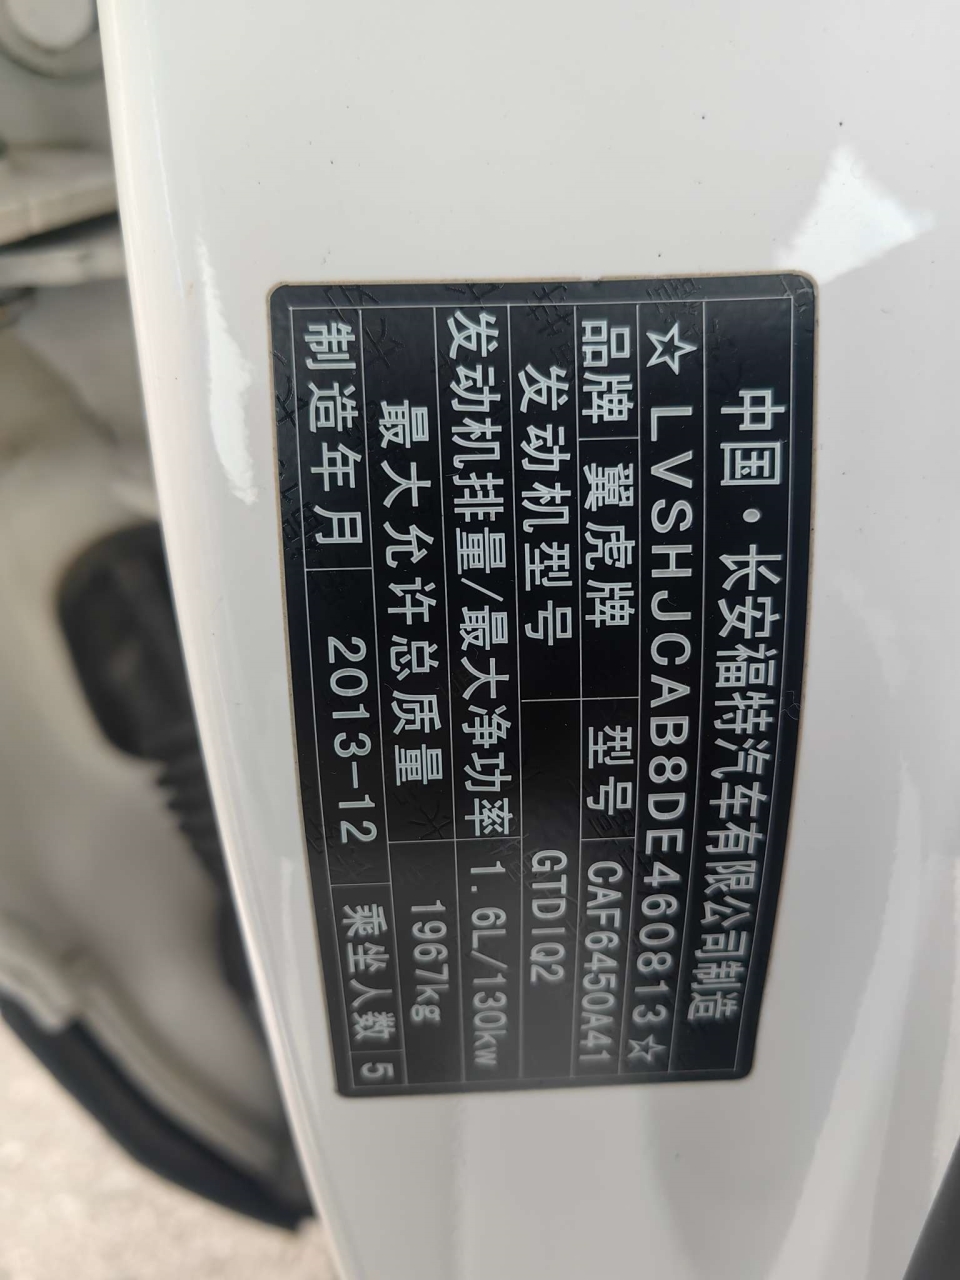 中国·长安福特汽车有限公司制造
☆LVSHJCAB8DE460813☆
品牌 翼虎牌 型号 CAF6450A41
发动机型号 GTDIQ2
发动机排量/最大净功率 1.6L/130kw
最大允许总质量 1967kg
制造年月 2013-12 乘坐人数 5